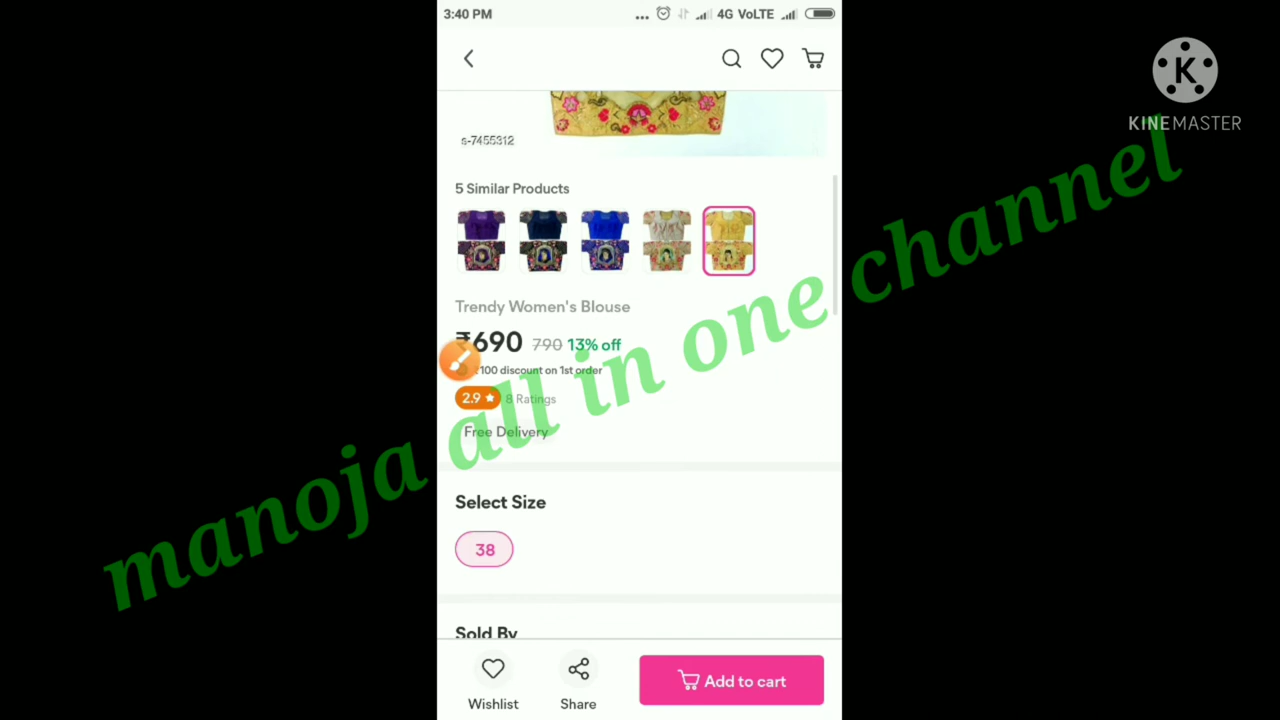 3:40 PM
4G VoLTE
K
KINEMASTER
s-7455312
5 Similar Products
Trendy Women's Blouse
₹690 790 13% off
₹100 discount on 1st order
2.9 ★ 8 Ratings
Free Delivery
manoja all in one channel
Select Size
38
Sold By
Wishlist
Share
Add to cart